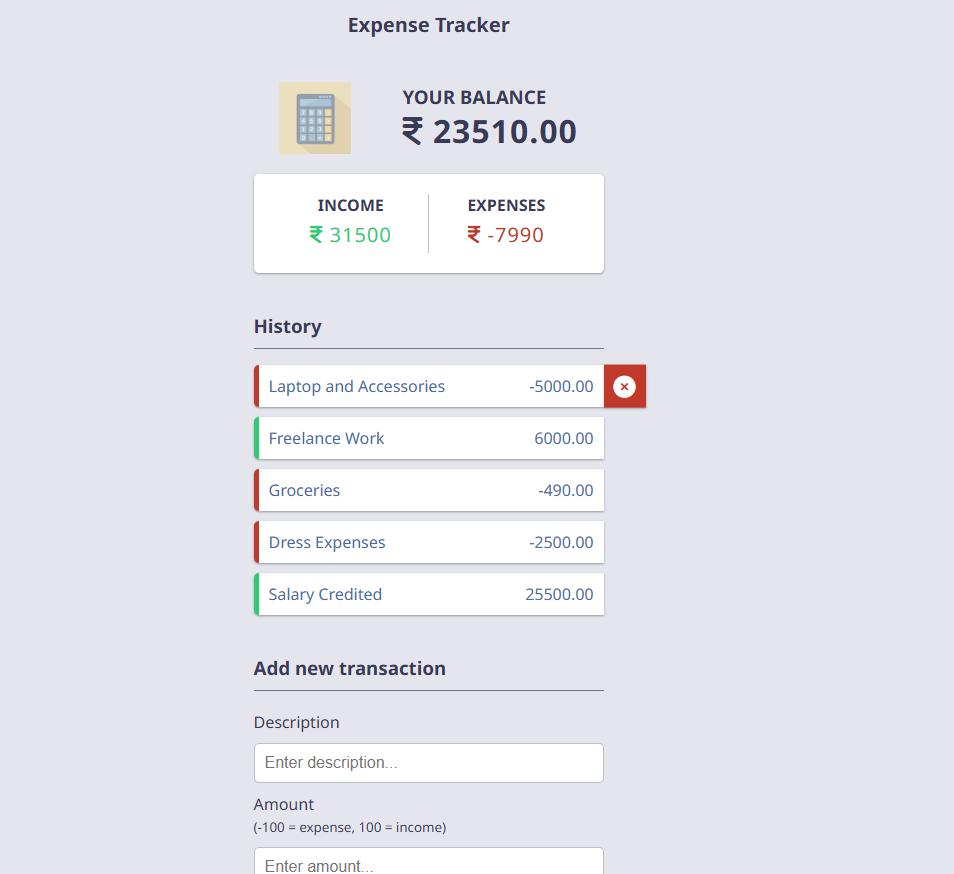 Expense Tracker
YOUR BALANCE
₹ 23510.00
INCOME
₹ 31500
EXPENSES
₹ -7990
History
Laptop and Accessories -5000.00
Freelance Work 6000.00
Groceries -490.00
Dress Expenses -2500.00
Salary Credited 25500.00
Add new transaction
Description
Enter description...
Amount
(-100 = expense, 100 = income)
Enter amount...